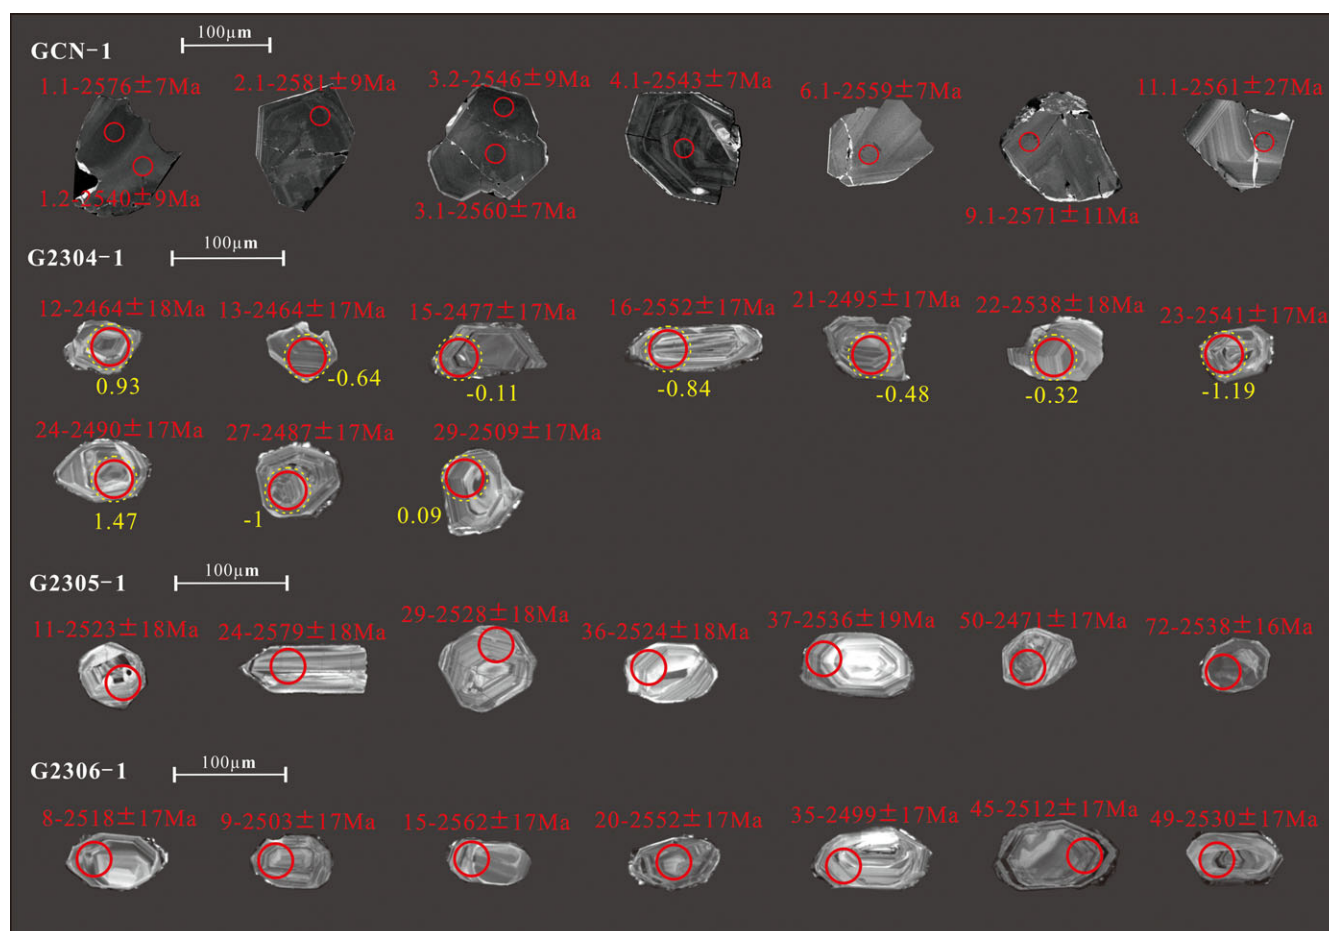 GCN-1
100μm
1.1-2576±7Ma 2.1-2581±9Ma 3.2-2546±9Ma 4.1-2543±7Ma 6.1-2559±7Ma 11.1-2561±27Ma
1.2-2540±9Ma 3.1-2560±7Ma 9.1-2571±11Ma
G2304-1
100μm
12-2464±18Ma 13-2464±17Ma 15-2477±17Ma 16-2552±17Ma 21-2495±17Ma 22-2538±18Ma 23-2541±17Ma
0.93 -0.64 -0.11 -0.84 -0.48 -0.32 -1.19
24-2490±17Ma 27-2487±17Ma 29-2509±17Ma
1.47 -1 0.09
G2305-1
100μm
11-2523±18Ma 24-2579±18Ma 29-2528±18Ma 36-2524±18Ma 37-2536±19Ma 50-2471±17Ma 72-2538±16Ma
G2306-1
100μm
8-2518±17Ma 9-2503±17Ma 15-2562±17Ma 20-2552±17Ma 35-2499±17Ma 45-2512±17Ma 49-2530±17Ma